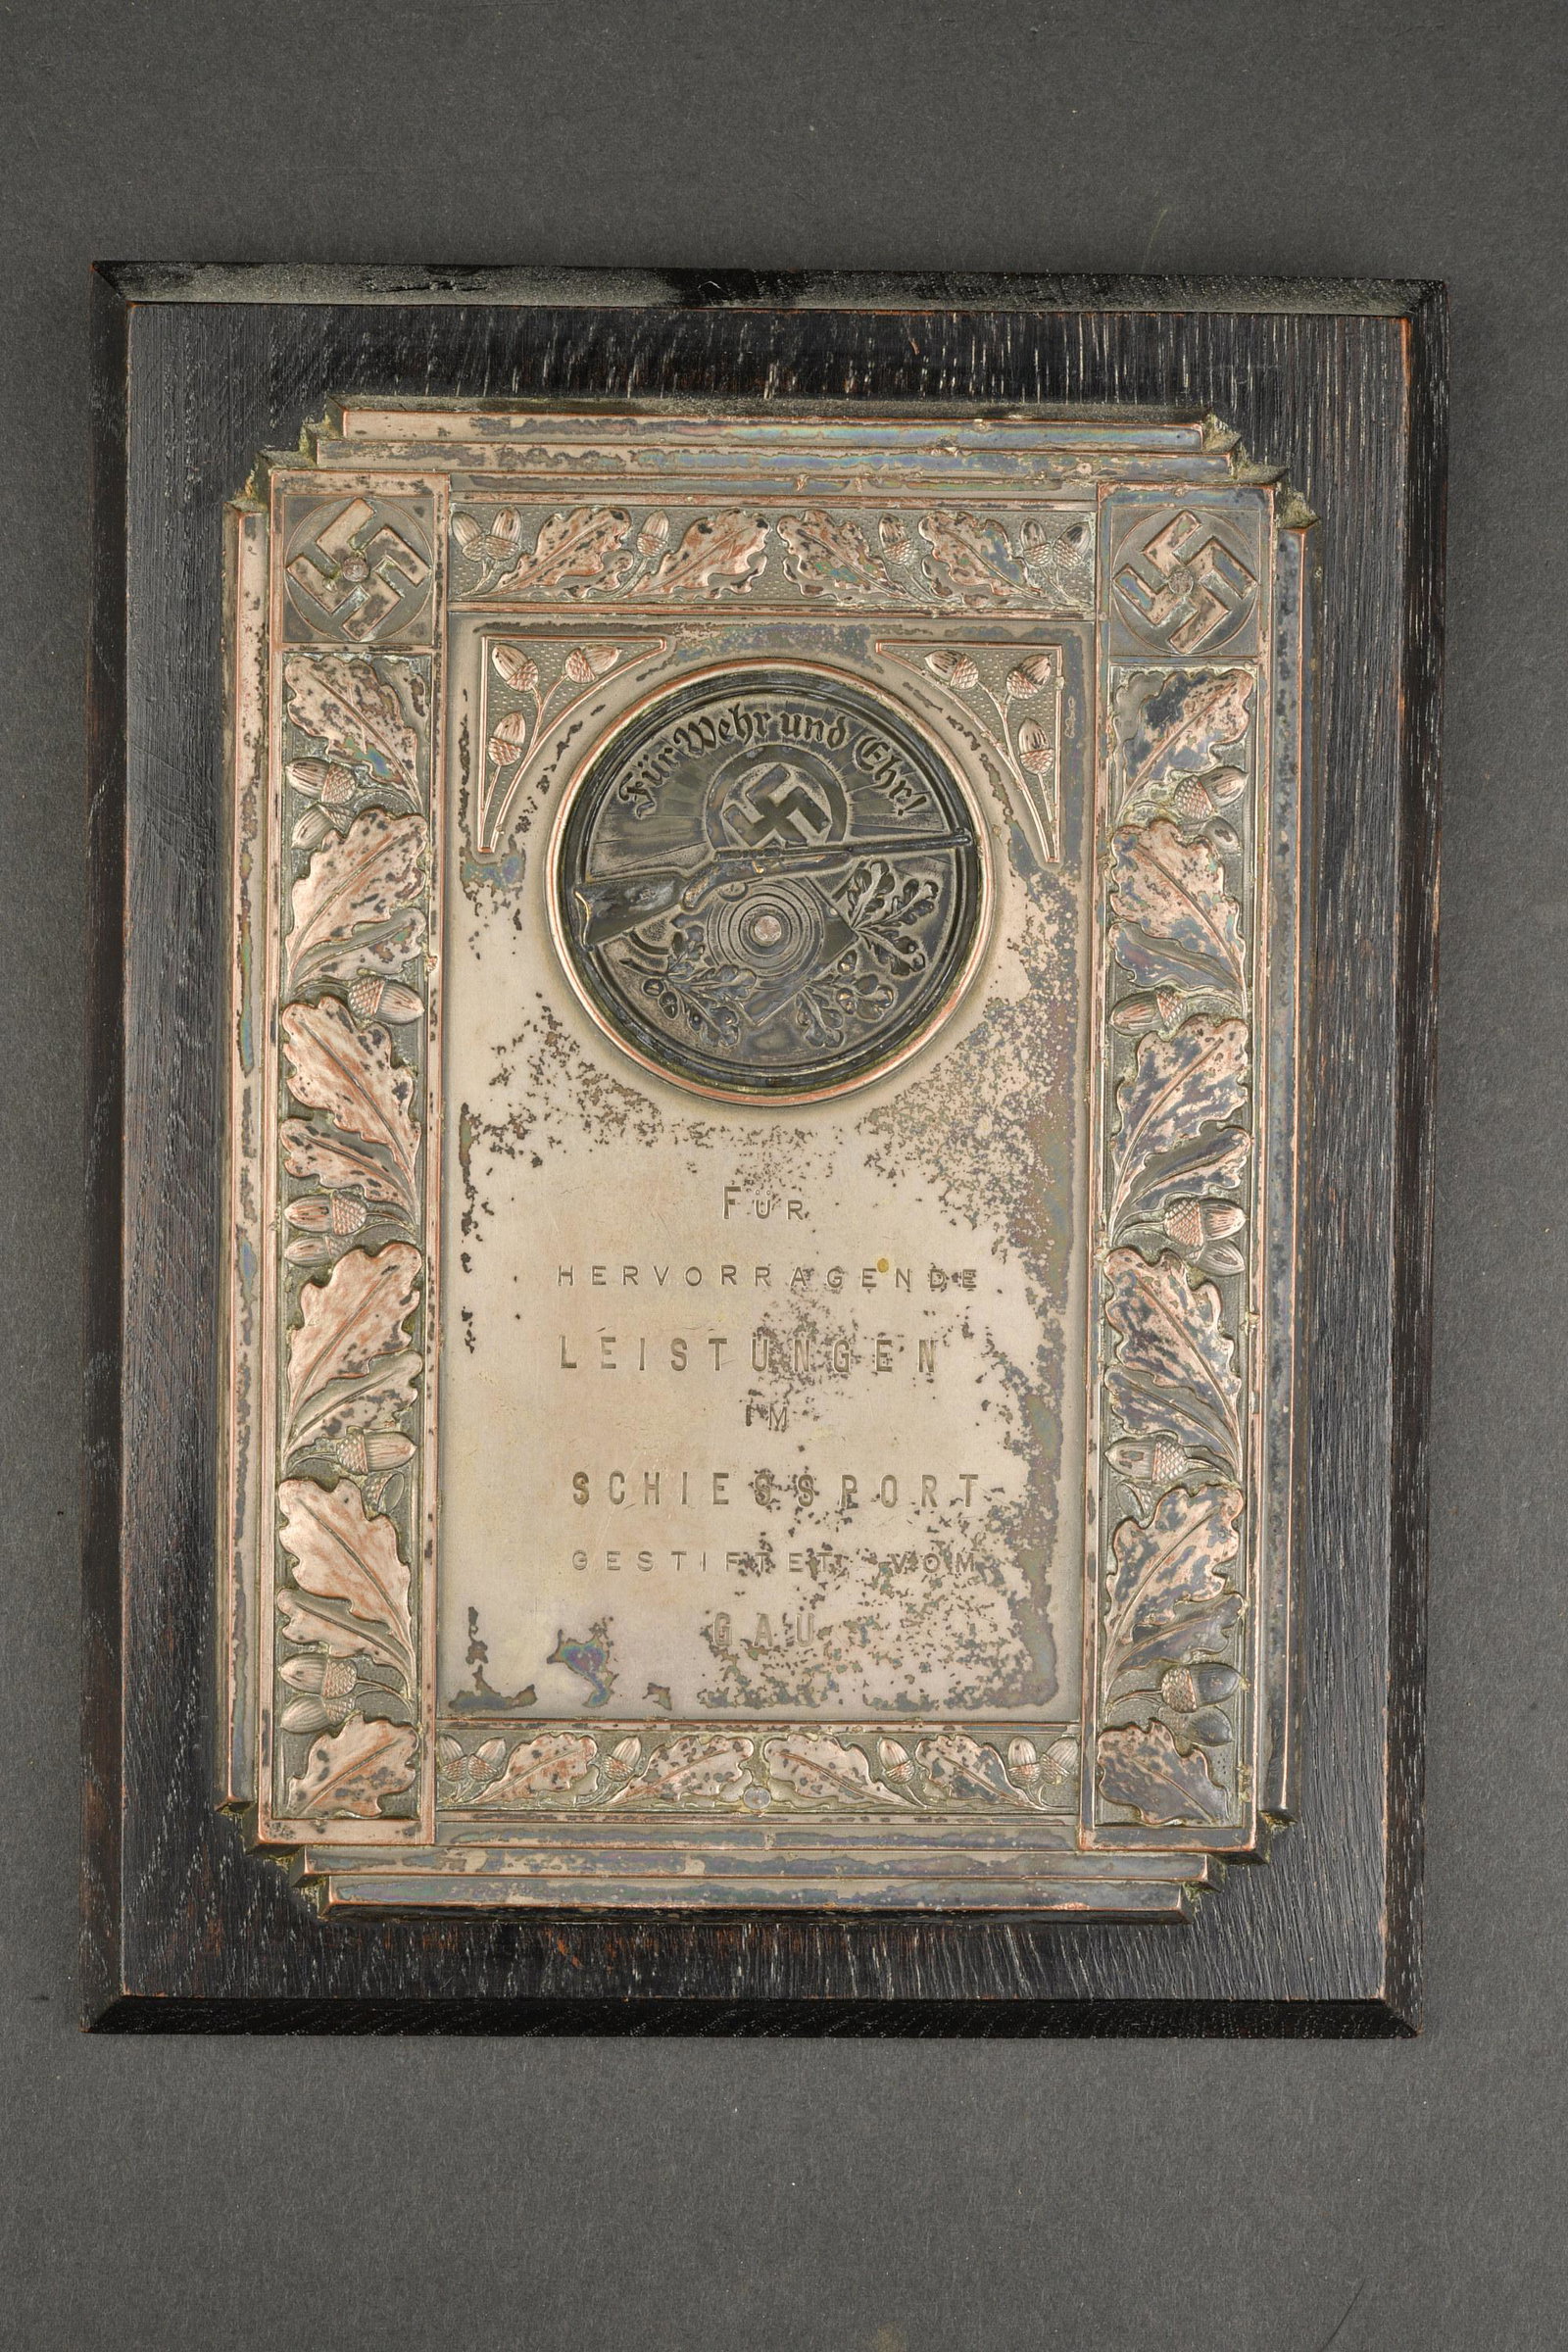 Für Wehr und Ehr!
FÜR
HERVORRAGENDE
LEISTUNGEN
IM
SCHIESSPORT
GESTIFTET VOM
GAU